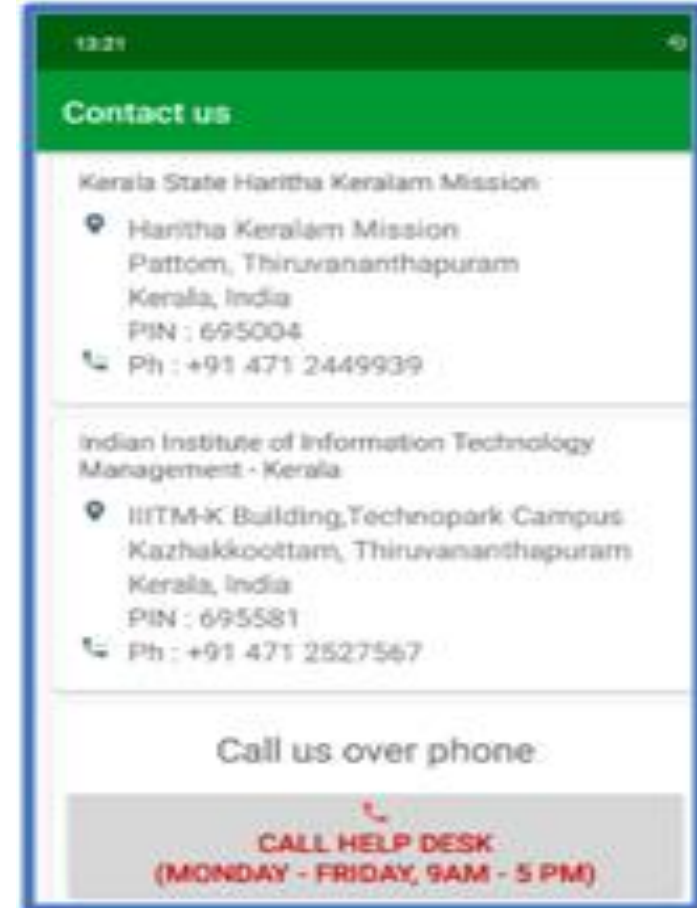 13:21
Contact us
Kerala State Haritha Keralam Mission
Haritha Keralam Mission
Pattom, Thiruvananthapuram
Kerala, India
PIN : 695004
Ph : +91 471 2449939
Indian Institute of Information Technology
Management - Kerala
IIITM-K Building,Technopark Campus
Kazhakkoottam, Thiruvananthapuram
Kerala, India
PIN : 695581
Ph : +91 471 2527567
Call us over phone
CALL HELP DESK
(MONDAY - FRIDAY, 9AM - 5 PM)